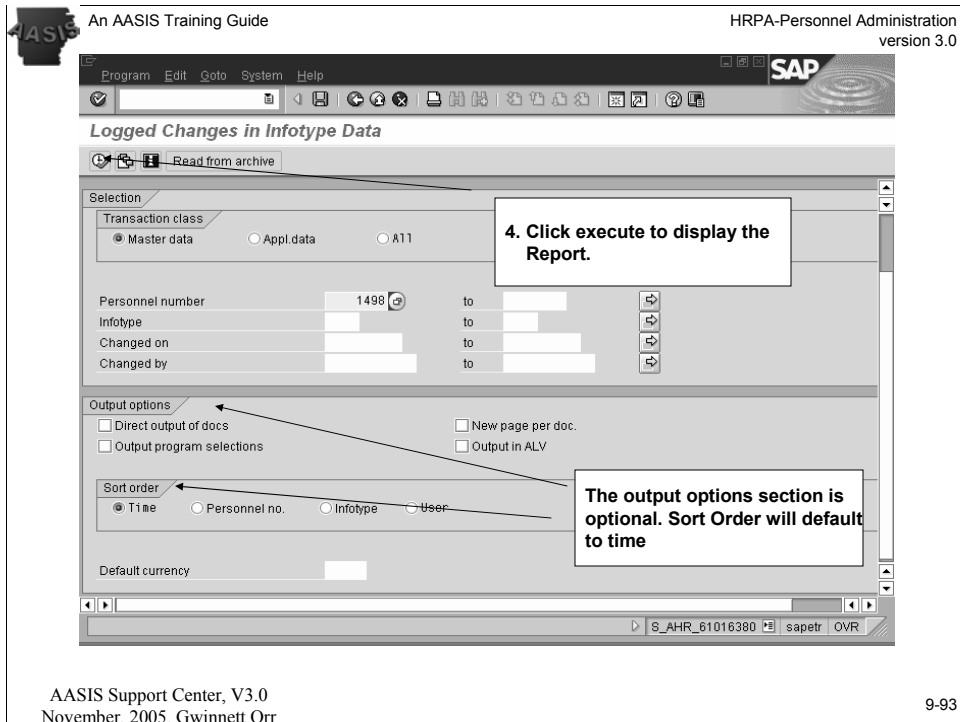 AASIS
An AASIS Training Guide
HRPA-Personnel Administration
version 3.0
Program Edit Goto System Help
SAP
Logged Changes in Infotype Data
Read from archive
Selection
Transaction class
Master data Appl.data All
4. Click execute to display the
Report.
Personnel number 1498 to
Infotype to
Changed on to
Changed by to
Output options
Direct output of docs New page per doc.
Output program selections Output in ALV
Sort order
Time Personnel no. Infotype User
The output options section is
optional. Sort Order will default
to time
Default currency
S_AHR_61016380 sapetr OVR
AASIS Support Center, V3.0
November, 2005, Gwinnett Orr
9-93